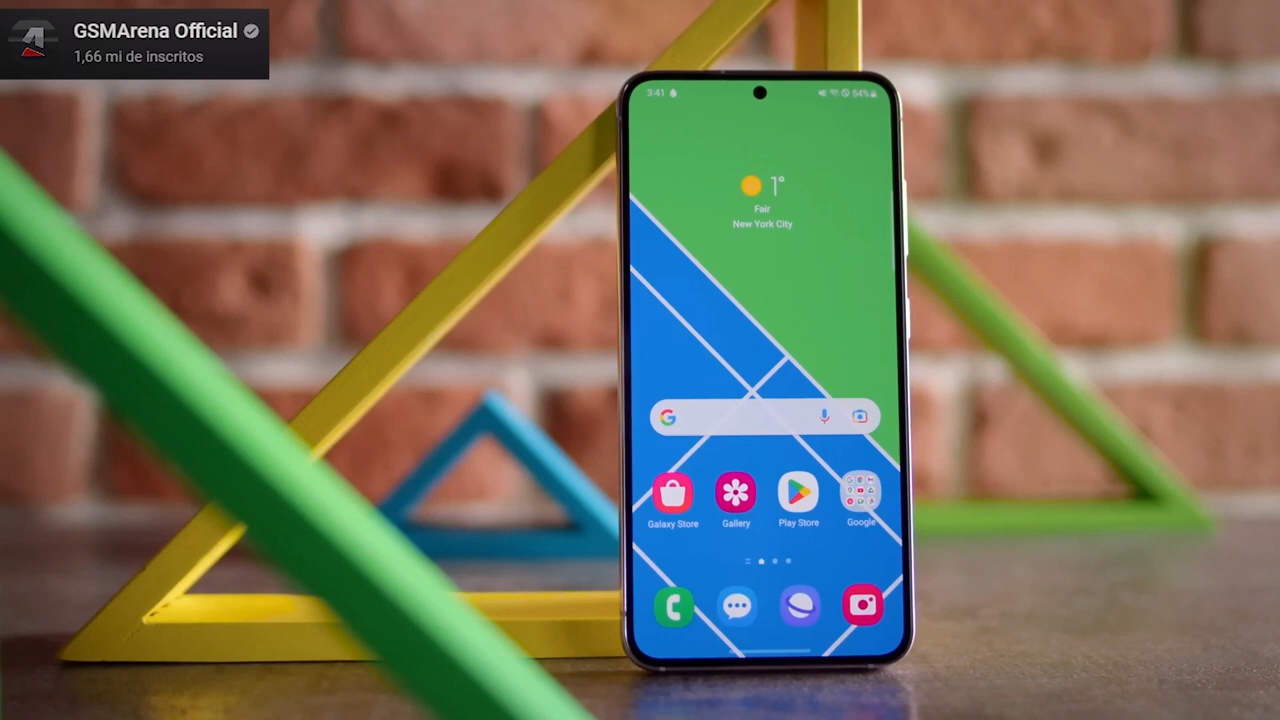 GSMArena Official
1,66 mi de inscritos
3:41
54%
1°
Fair
New York City
G
Galaxy Store
Gallery
Play Store
Google